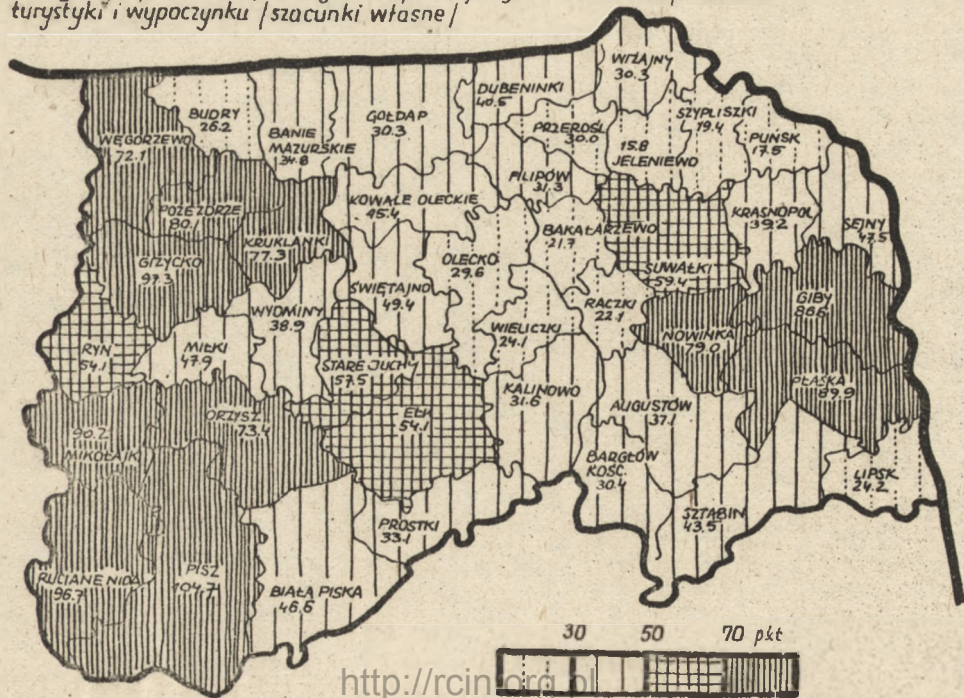 turystyki i wypoczynku /szacunki własne/
WIŻAJNY
30.3
DUBENINKI
40.5
BUDRY
26.2
GOŁDAP
30.3
SZYPLISZKI
19.4
PRZEROŚL
30.0
PUŃSK
17.5
WĘGORZEWO
72.1
BANIE
MAZURSKIE
34.8
15.8
JELENIEWO
FILIPÓW
31.3
KOWALE OLECKIE
45.4
POZEZDRZE
80.1
KRASNOPOL
39.2
SEJNY
47.5
BAKAŁARZEWO
21.7
KRUKLANKI
77.3
OLECKO
29.6
GIŻYCKO
97.3
SUWAŁKI
59.4
ŚWIĘTAJNO
49.4
GIBY
86.6
RACZKI
22.1
WYDMINY
38.9
WIELICZKI
24.1
NOWINKA
79.0
RYN
54.1
MIŁKI
47.9
STARE JUCHY
57.5
PŁASKA
89.9
KALINOWO
31.6
AUGUSTÓW
37.1
ORZYSZ
73.4
EŁK
54.1
90.2
MIKOŁAJK
BARGŁÓW
KOŚC.
30.4
LIPSK
24.2
SZTABIN
43.5
PROSTKI
33.1
RUCIANE NIDA
96.7
PISZ
104.7
BIAŁA PISKA
46.6
30 50 70 pkt
http://rcin.org.pl